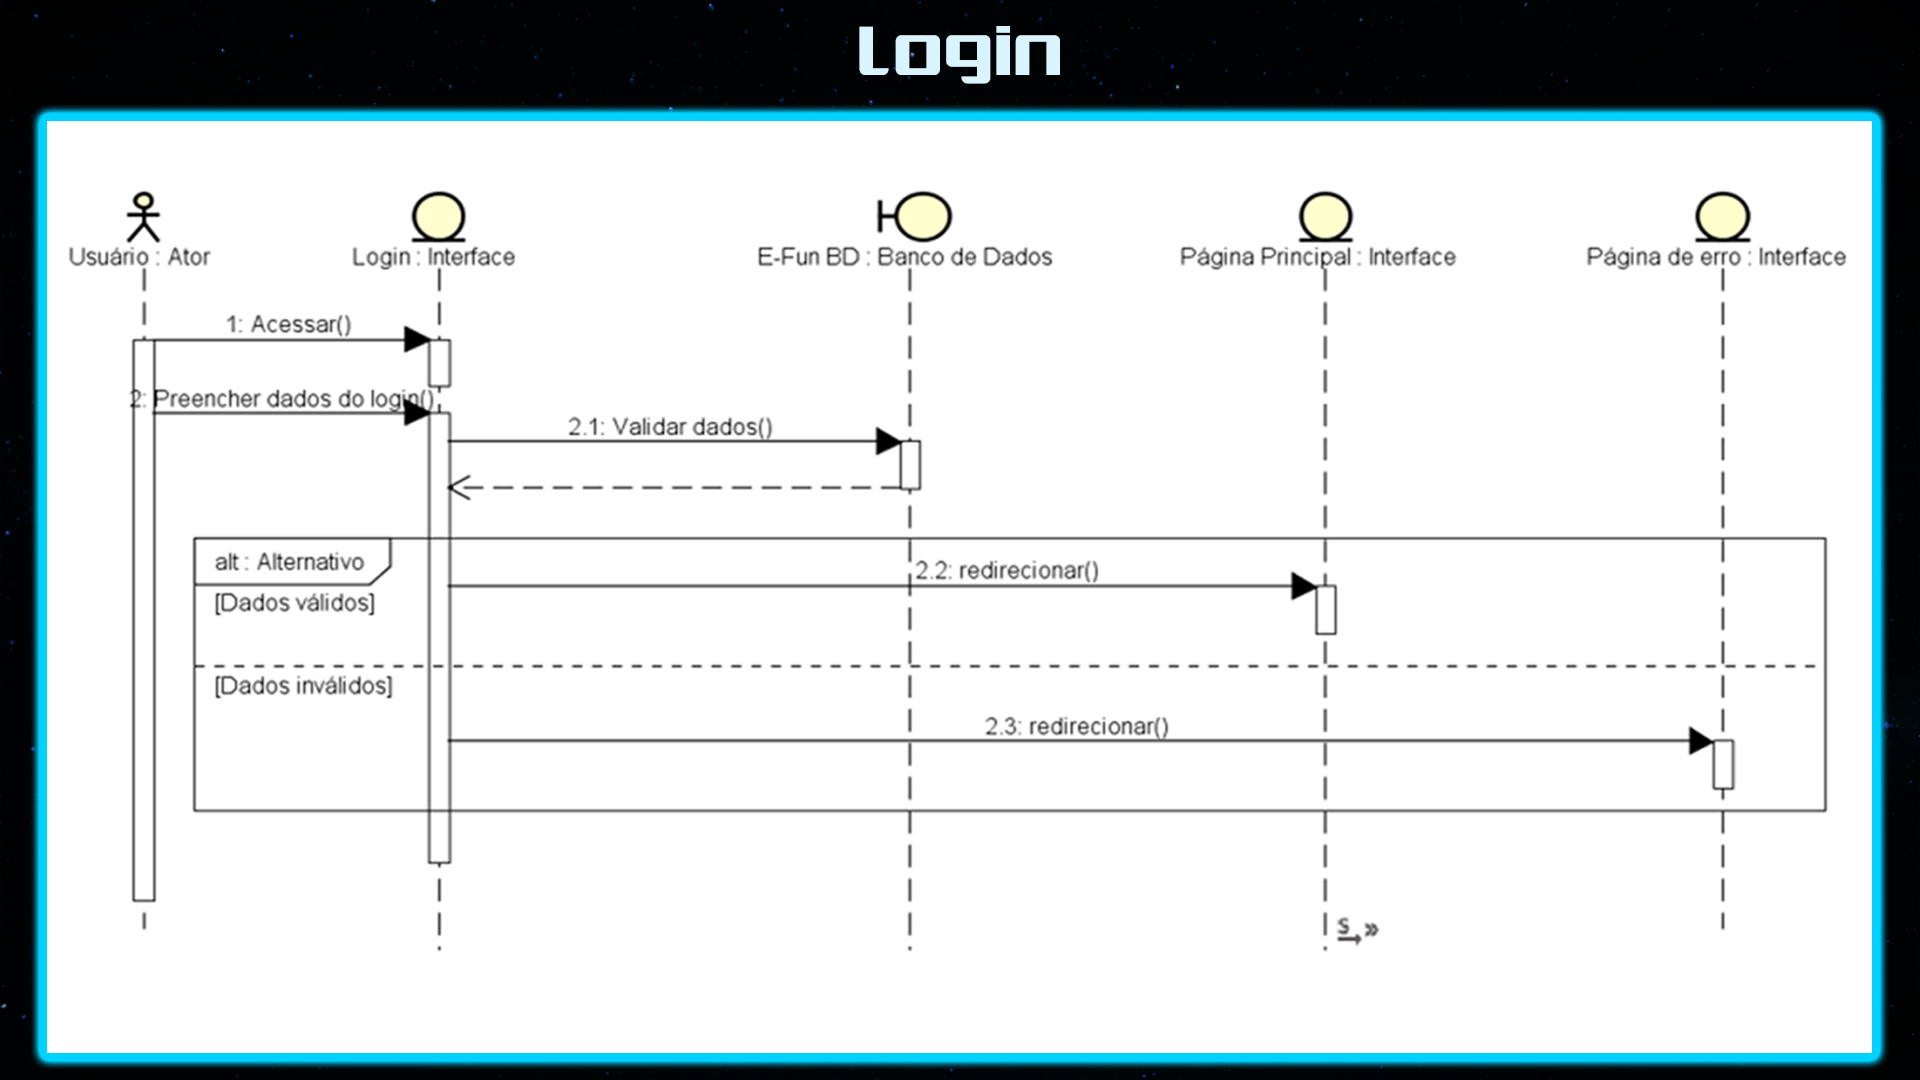 Login
Usuário : Ator
Login : Interface
E-Fun BD : Banco de Dados
Página Principal : Interface
Página de erro : Interface
1: Acessar()
2: Preencher dados do login()
2.1: Validar dados()
alt : Alternativo
2.2: redirecionar()
[Dados válidos]
[Dados inválidos]
2.3: redirecionar()
S »